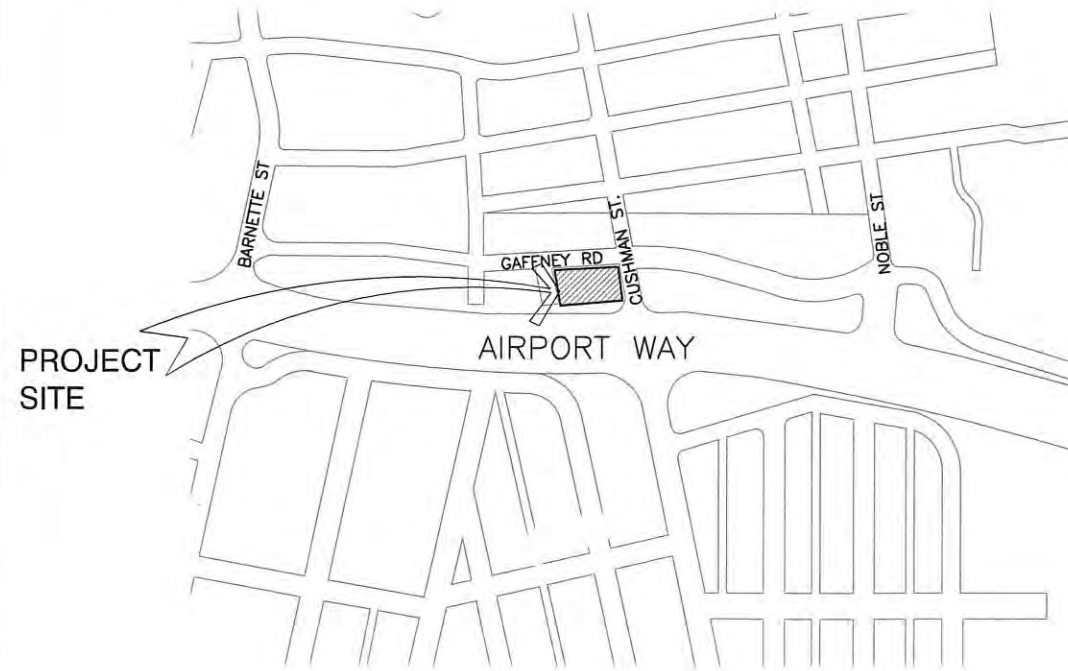 BARNETTE ST
GAFFNEY RD
CUSHMAN ST.
NOBLE ST.
AIRPORT WAY
PROJECT
SITE